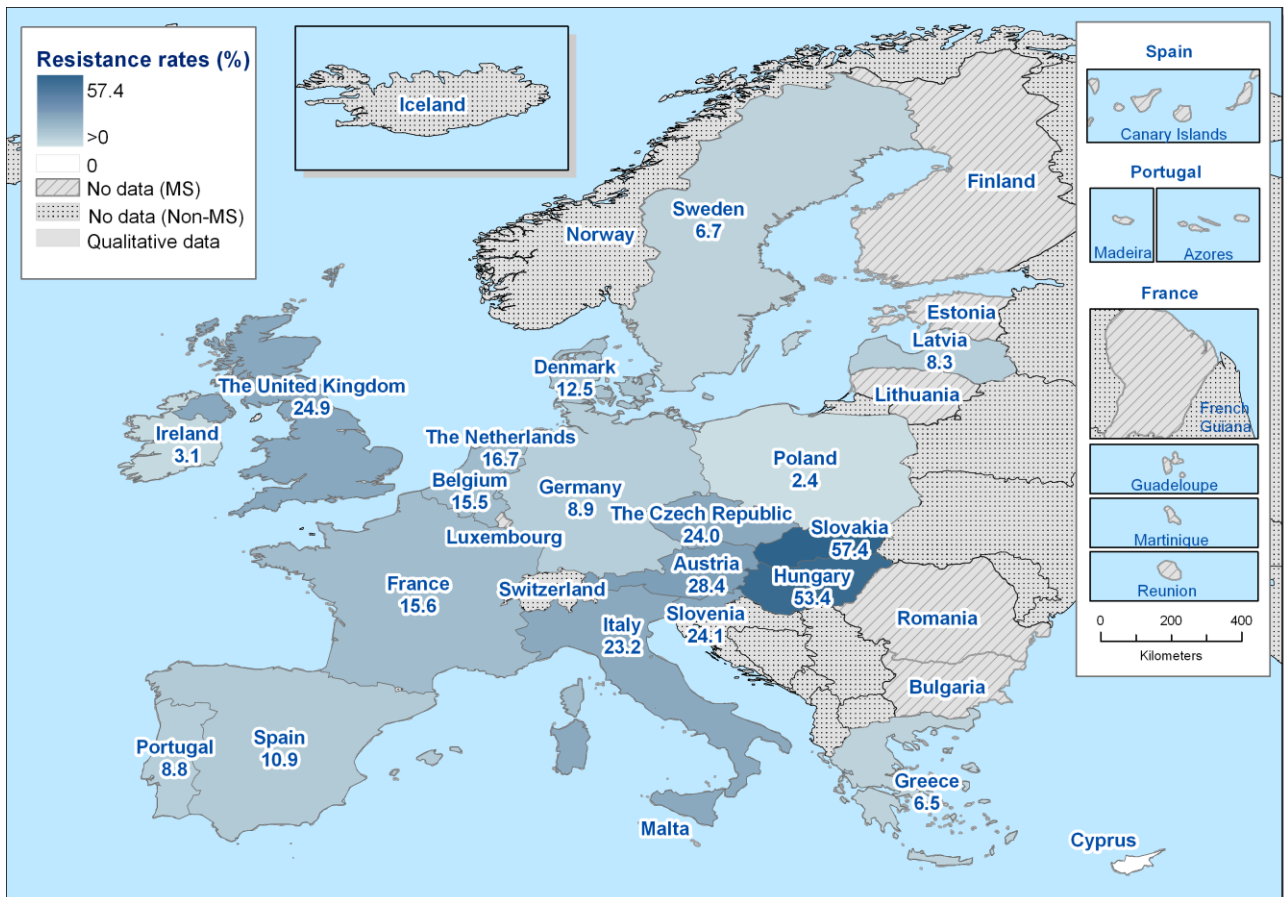 Resistance rates (%)
57.4
>0
0
No data (MS)
No data (Non-MS)
Qualitative data
Iceland
Norway
Sweden
6.7
Finland
Estonia
Latvia
8.3
Lithuania
Denmark
12.5
The United Kingdom
24.9
Ireland
3.1
The Netherlands
16.7
Belgium
15.5
Luxembourg
Germany
8.9
Poland
2.4
The Czech Republic
24.0
Slovakia
57.4
Austria
28.4
Hungary
53.4
Switzerland
France
15.6
Slovenia
24.1
Italy
23.2
Romania
Bulgaria
Portugal
8.8
Spain
10.9
Greece
6.5
Malta
Cyprus
Spain
Canary Islands
Portugal
Madeira
Azores
France
French
Guiana
Guadeloupe
Martinique
Reunion
0 200 400
Kilometers